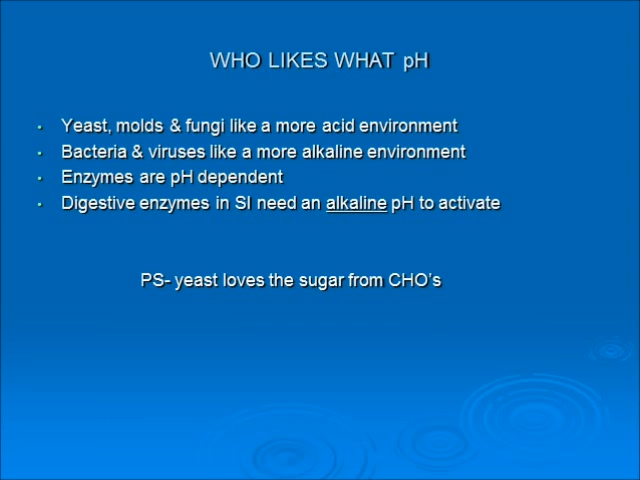 WHO LIKES WHAT pH
• Yeast, molds & fungi like a more acid environment
• Bacteria & viruses like a more alkaline environment
• Enzymes are pH dependent
• Digestive enzymes in SI need an alkaline pH to activate
PS- yeast loves the sugar from CHO's